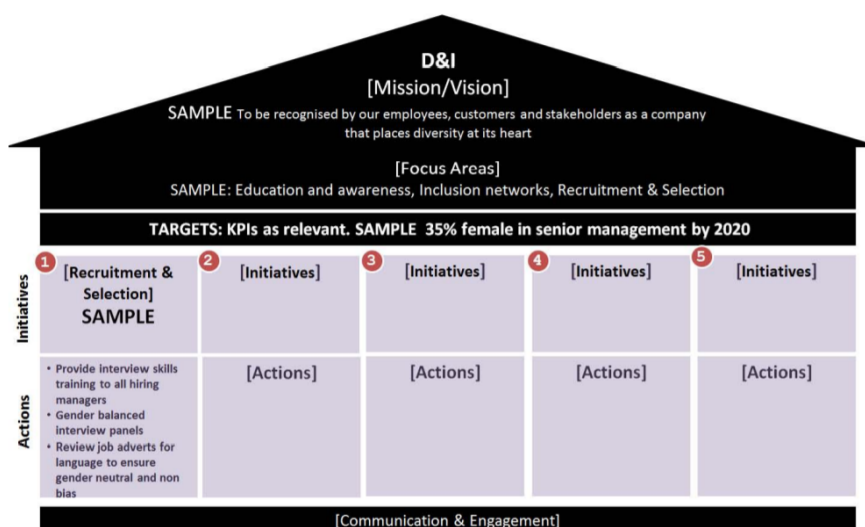 D&I
[Mission/Vision]
SAMPLE To be recognised by our employees, customers and stakeholders as a company
that places diversity at its heart
[Focus Areas]
SAMPLE: Education and awareness, Inclusion networks, Recruitment & Selection
TARGETS: KPIs as relevant. SAMPLE 35% female in senior management by 2020
Initiatives
1
[Recruitment &
Selection]
SAMPLE
2
[Initiatives]
3
[Initiatives]
4
[Initiatives]
5
[Initiatives]
Actions
• Provide interview skills
training to all hiring
managers
• Gender balanced
interview panels
• Review job adverts for
language to ensure
gender neutral and non
bias
[Actions]
[Actions]
[Actions]
[Actions]
[Communication & Engagement]